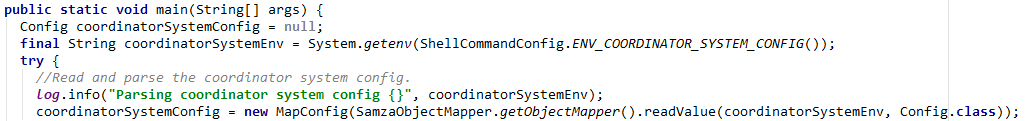 public static void main(String[] args) {
  Config coordinatorSystemConfig = null;
  final String coordinatorSystemEnv = System.getenv(ShellCommandConfig.ENV_COORDINATOR_SYSTEM_CONFIG());
  try {
    //Read and parse the coordinator system config.
    log.info("Parsing coordinator system config {}", coordinatorSystemEnv);
    coordinatorSystemConfig = new MapConfig(SamzaObjectMapper.getObjectMapper().readValue(coordinatorSystemEnv, Config.class));